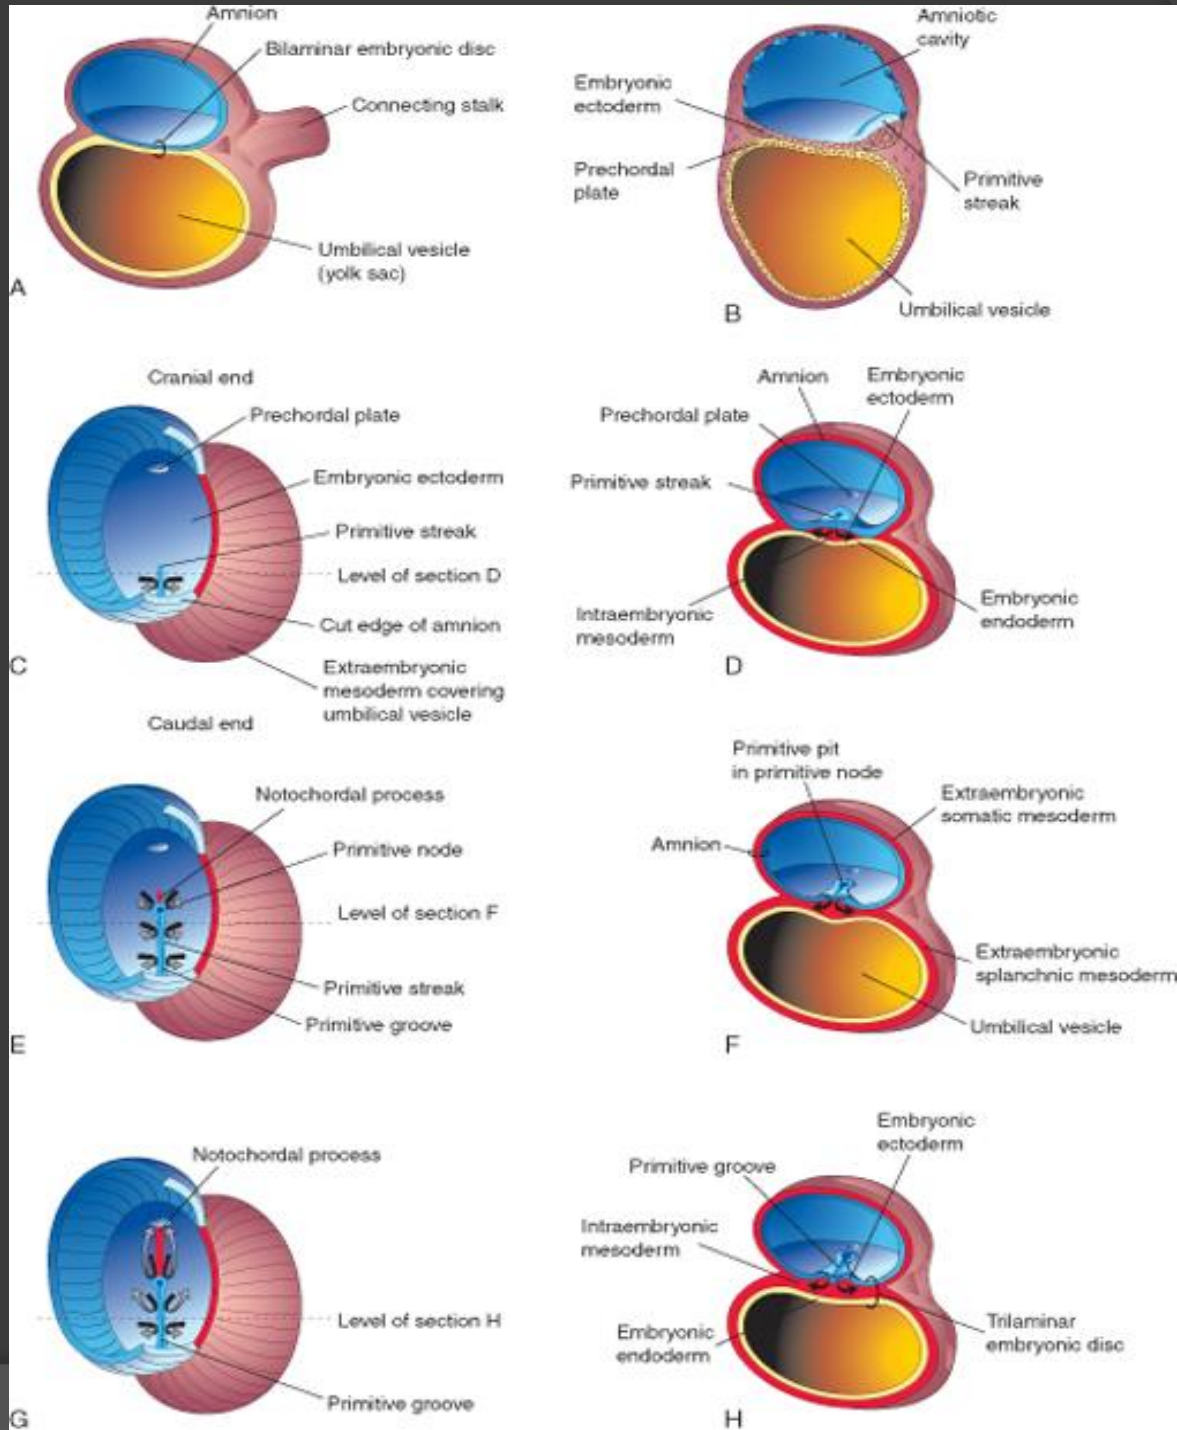 Amnion
Bilaminar embryonic disc
Connecting stalk
Umbilical vesicle
(yolk sac)
A
Amniotic
cavity
Embryonic
ectoderm
Prechordal
plate
Primitive
streak
Umbilical vesicle
B
Cranial end
Prechordal plate
Embryonic ectoderm
Primitive streak
Level of section D
Cut edge of amnion
Extraembryonic
mesoderm covering
umbilical vesicle
C
Caudal end
Amnion
Embryonic
ectoderm
Prechordal plate
Primitive streak
Intraembryonic
mesoderm
Embryonic
endoderm
D
Notochordal process
Primitive node
Level of section F
Primitive streak
Primitive groove
E
Primitive pit
in primitive node
Extraembryonic
somatic mesoderm
Amnion
Extraembryonic
splanchnic mesoderm
Umbilical vesicle
F
Notochordal process
Level of section H
Primitive groove
G
Embryonic
ectoderm
Primitive groove
Intraembryonic
mesoderm
Embryonic
endoderm
Trilaminar
embryonic disc
H